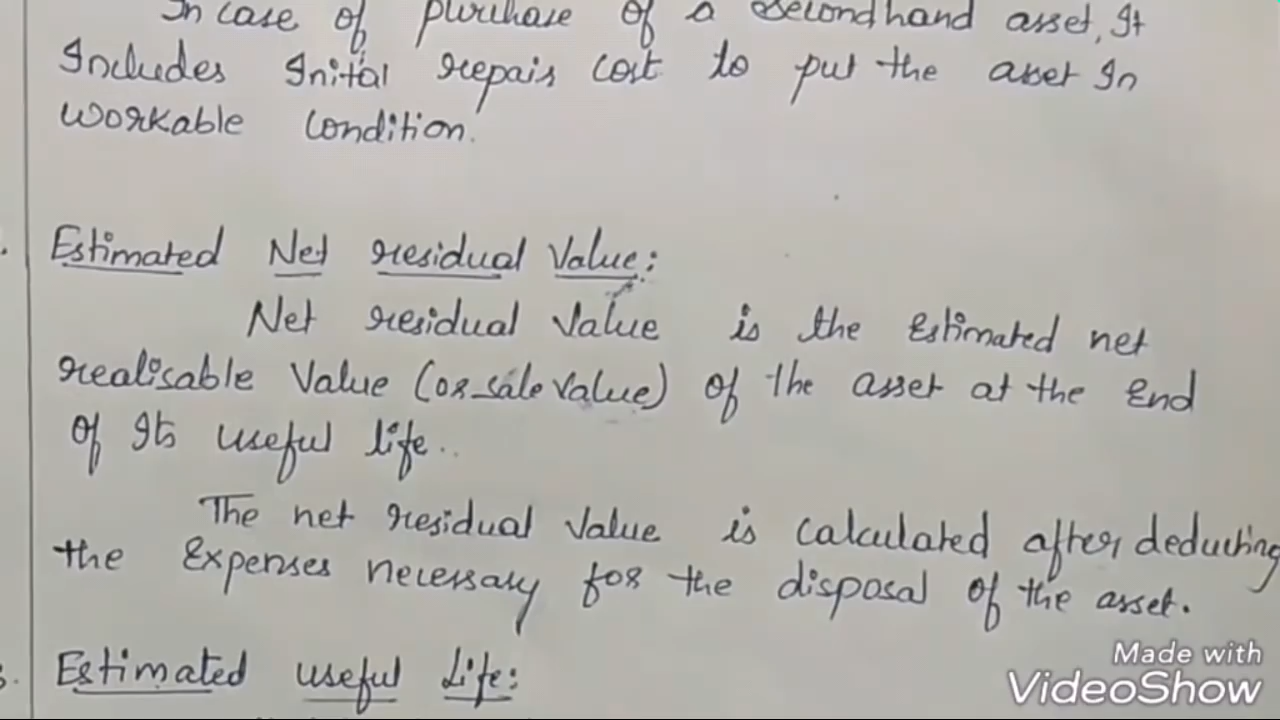 In case of purchase of a secondhand asset, It
Includes Inital repais cost to put the asset In
workable condition.
Estimated Net residual Value:
Net residual Value is the Estimated net
realisable Value (or sale value) of the asset at the End
of Its useful life..
The net residual Value is calculated after deducting
the Expenses necessary for the disposal of the asset.
3. Estimated useful Life:
Made with
VideoShow